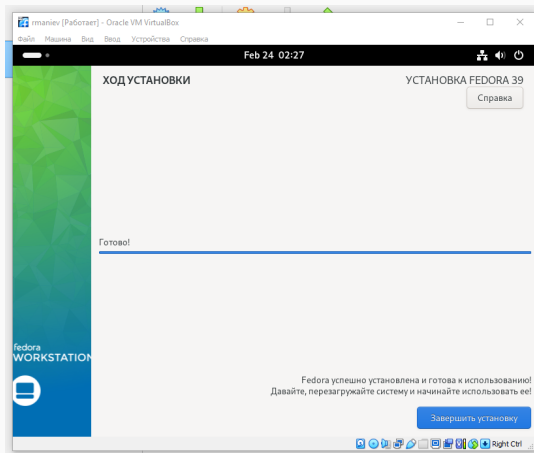 rmaniev [Работает] - Oracle VM VirtualBox
Файл Машина Вид Ввод Устройства Справка
Feb 24 02:27
ХОД УСТАНОВКИ
УСТАНОВКА FEDORA 39
Справка
Готово!
fedora
WORKSTATION
Fedora успешно установлена и готова к использованию!
Давайте, перезагружайте систему и начинайте использовать ее!
Завершить установку
Right Ctrl